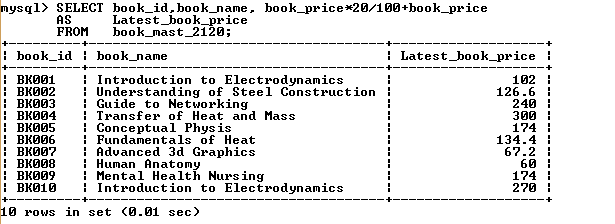 mysql> SELECT book_id,book_name, book_price*20/100+book_price
AS Latest_book_price
FROM book_mast_2120;
book_id | book_name | Latest_book_price
BK001 | Introduction to Electrodynamics | 102
BK002 | Understanding of Steel Construction | 126.6
BK003 | Guide to Networking | 240
BK004 | Transfer of Heat and Mass | 300
BK005 | Conceptual Physis | 174
BK006 | Fundamentals of Heat | 134.4
BK007 | Advanced 3d Graphics | 67.2
BK008 | Human Anatomy | 60
BK009 | Mental Health Nursing | 174
BK010 | Introduction to Electrodynamics | 270
10 rows in set (0.01 sec)